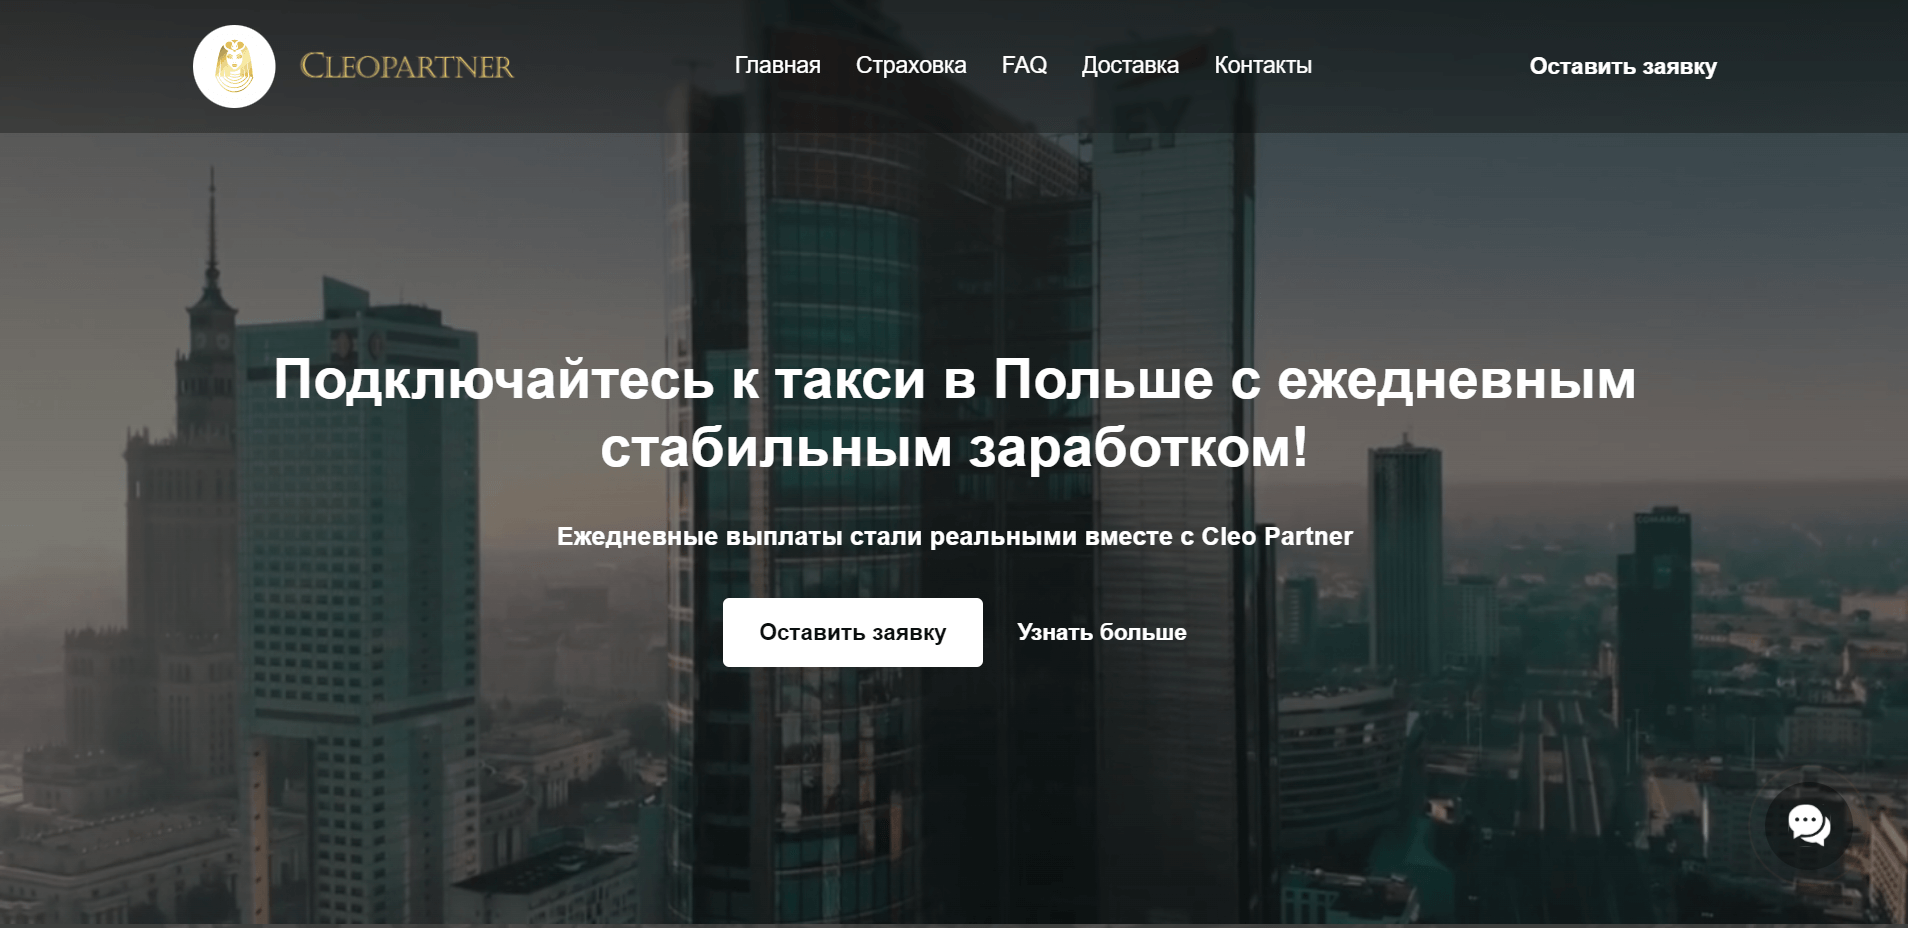 CLEOPARTNER
Главная Страховка FAQ Доставка Контакты
Оставить заявку
EY
Подключайтесь к такси в Польше с ежедневным
стабильным заработком!
Ежедневные выплаты стали реальными вместе с Cleo Partner
Оставить заявку Узнать больше
COMARCH